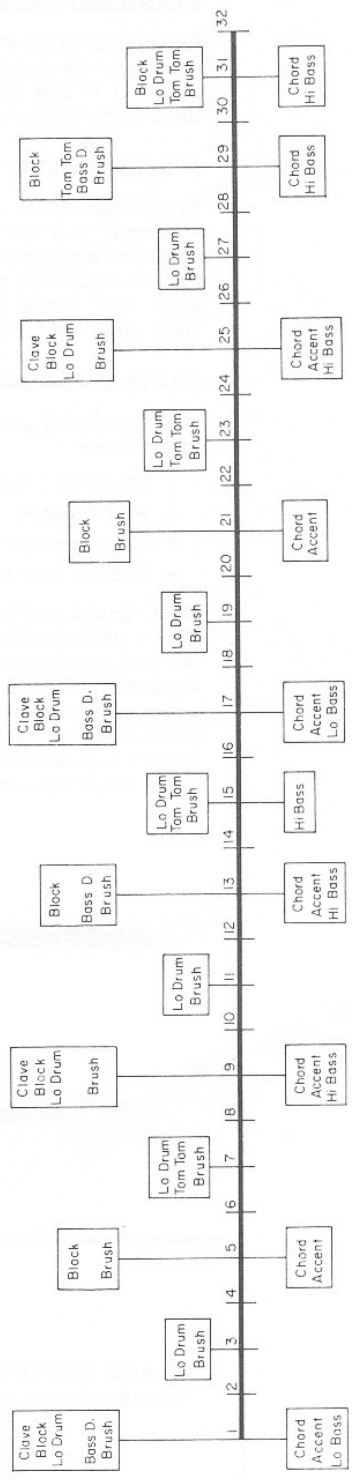 Clave
Block
Lo Drum
Bass D.
Brush
Lo Drum
Brush
Block
Brush
Lo Drum
Tom Tom
Brush
Clave
Block
Lo Drum
Brush
Lo Drum
Brush
Block
Bass D
Brush
Lo Drum
Tom Tom
Brush
Clave
Block
Lo Drum
Bass D.
Brush
Lo Drum
Brush
Block
Brush
Lo Drum
Tom Tom
Brush
Clave
Block
Lo Drum
Brush
Lo Drum
Brush
Block
Tom Tom
Bass D.
Brush
Block
Lo Drum
Tom Tom
Brush
1 2 3 4 5 6 7 8 9 10 11 12 13 14 15 16 17 18 19 20 21 22 23 24 25 26 27 28 29 30 31 32
Chord
Accent
Lo Bass
Chord
Accent
Chord
Accent
Hi Bass
Chord
Accent
Hi Bass
Hi Bass
Chord
Accent
Lo Bass
Chord
Accent
Chord
Accent
Hi Bass
Chord
Hi Bass
Chord
Hi Bass